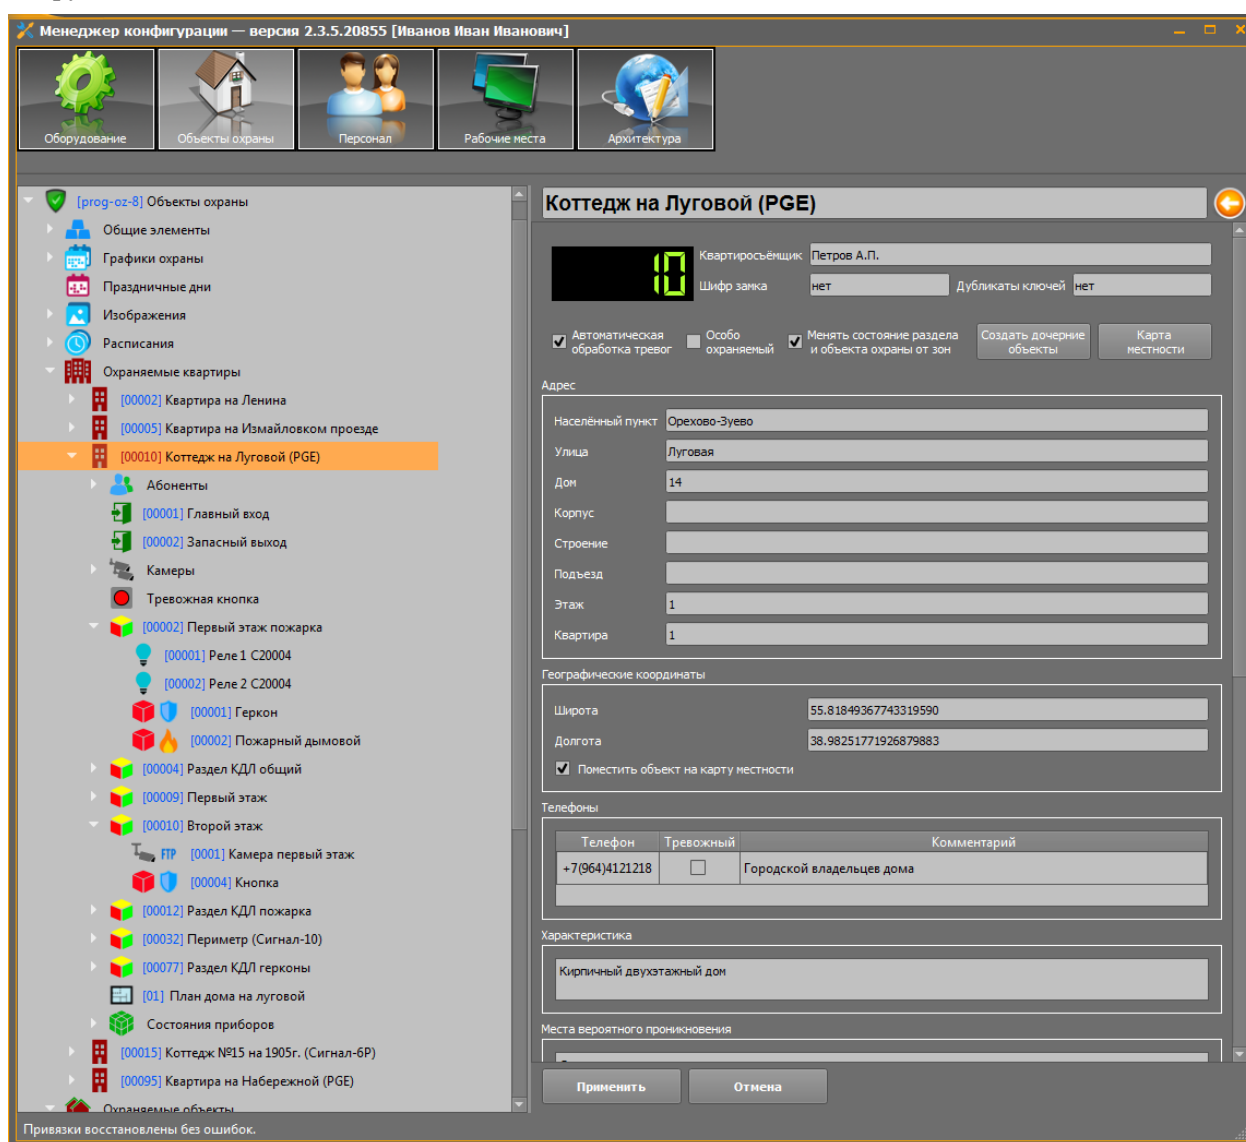 Менеджер конфигурации — версия 2.3.5.20855 [Иванов Иван Иванович]
Оборудование
Объекты охраны
Персонал
Рабочие места
Архитектура
[prog-oz-8] Объекты охраны
Общие элементы
Графики охраны
Праздничные дни
Изображения
Расписания
Охраняемые квартиры
[00002] Квартира на Ленина
[00005] Квартира на Измайловком проезде
[00010] Коттедж на Луговой (PGE)
Абоненты
[00001] Главный вход
[00002] Запасный выход
Камеры
Тревожная кнопка
[00002] Первый этаж пожарка
[00001] Реле 1 С20004
[00002] Реле 2 С20004
[00001] Геркон
[00002] Пожарный дымовой
[00004] Раздел КДЛ общий
[00009] Первый этаж
[00010] Второй этаж
FTP [0001] Камера первый этаж
[00004] Кнопка
[00012] Раздел КДЛ пожарка
[00032] Периметр (Сигнал-10)
[00077] Раздел КДЛ герконы
[01] План дома на луговой
Состояния приборов
[00015] Коттедж №15 на 1905г. (Сигнал-6Р)
[00095] Квартира на Набережной (PGE)
Охраняемые объекты
Коттедж на Луговой (PGE)
10
Квартиросъёмщик Петров А.П.
Шифр замка нет Дубликаты ключей нет
Автоматическая
обработка тревог
Особо
охраняемый
Менять состояние раздела
и объекта охраны от зон
Создать дочерние
объекты
Карта
местности
Адрес
Населённый пункт Орехово-Зуево
Улица Луговая
Дом 14
Корпус
Строение
Подъезд
Этаж 1
Квартира 1
Географические координаты
Широта 55.81849367743319590
Долгота 38.98251771926879883
Поместить объект на карту местности
Телефоны
Телефон Тревожный Комментарий
+7(964)4121218 Городской владельцев дома
Характеристика
Кирпичный двухэтажный дом
Места вероятного проникновения
Применить Отмена
Привязки восстановлены без ошибок.